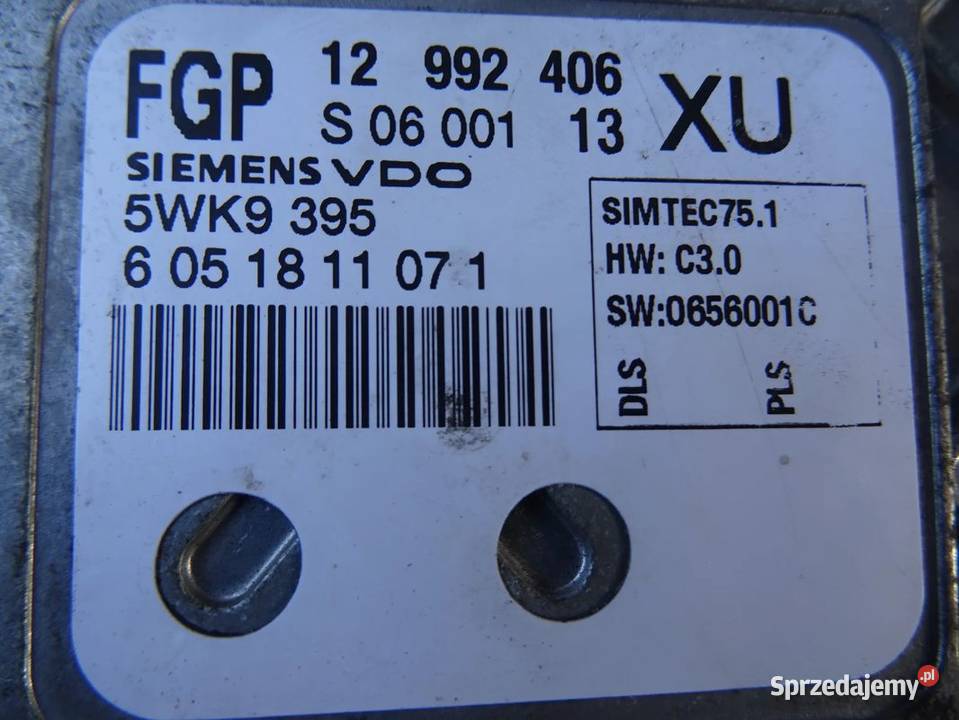 FGP 12 992 406 XU
S 06 001 13
SIEMENS VDO
5WK9 395
6 05 18 11 07 1
SIMTEC75.1
HW: C3.0
SW:0656001C
DLS PLS
Sprzedajemy.pl